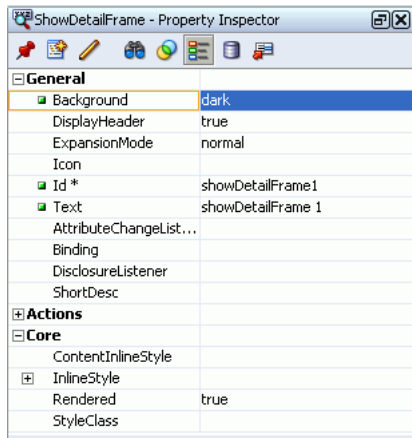 ShowDetailFrame - Property Inspector
General
Background dark
DisplayHeader true
ExpansionMode normal
Icon
Id * showDetailFrame1
Text showDetailFrame 1
AttributeChangeList...
Binding
DisclosureListener
ShortDesc
Actions
Core
ContentInlineStyle
InlineStyle
Rendered true
StyleClass